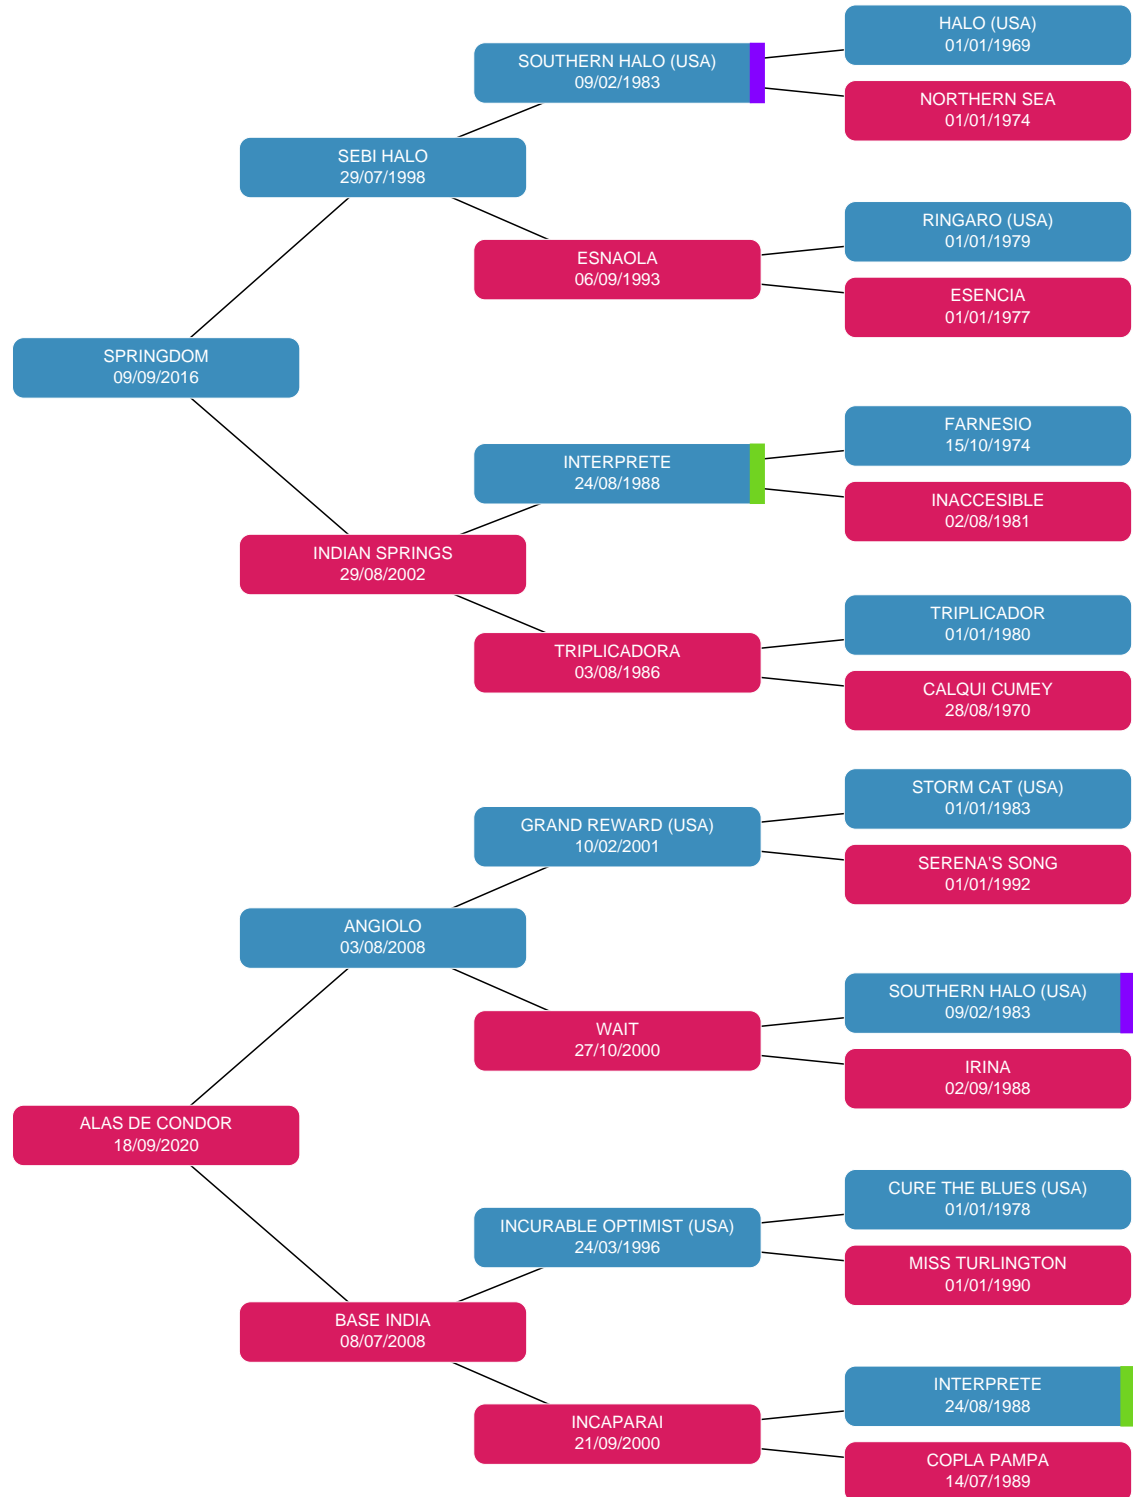 HALO (USA)
01/01/1969
SOUTHERN HALO (USA)
09/02/1983
NORTHERN SEA
01/01/1974
SEBI HALO
29/07/1998
RINGARO (USA)
01/01/1979
ESNAOLA
06/09/1993
ESENCIA
01/01/1977
SPRINGDOM
09/09/2016
FARNESIO
15/10/1974
INTERPRETE
24/08/1988
INACCESIBLE
02/08/1981
INDIAN SPRINGS
29/08/2002
TRIPLICADOR
01/01/1980
TRIPLICADORA
03/08/1986
CALQUI CUMEY
28/08/1970
STORM CAT (USA)
01/01/1983
GRAND REWARD (USA)
10/02/2001
SERENA'S SONG
01/01/1992
ANGIOLO
03/08/2008
SOUTHERN HALO (USA)
09/02/1983
WAIT
27/10/2000
IRINA
02/09/1988
ALAS DE CONDOR
18/09/2020
CURE THE BLUES (USA)
01/01/1978
INCURABLE OPTIMIST (USA)
24/03/1996
MISS TURLINGTON
01/01/1990
BASE INDIA
08/07/2008
INTERPRETE
24/08/1988
INCAPARAI
21/09/2000
COPLA PAMPA
14/07/1989